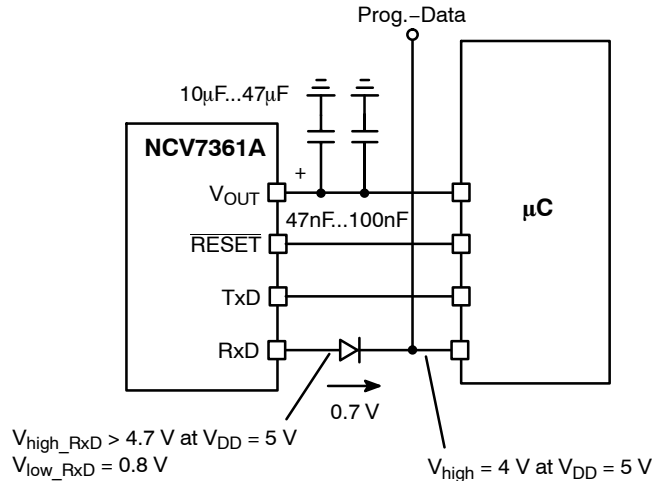 Prog.–Data
10μF...47μF
NCV7361A
+
VOUT
47nF...100nF
μC
RESET
TxD
RxD
0.7 V
Vhigh_RxD > 4.7 V at VDD = 5 V
Vlow_RxD = 0.8 V
Vhigh = 4 V at VDD = 5 V